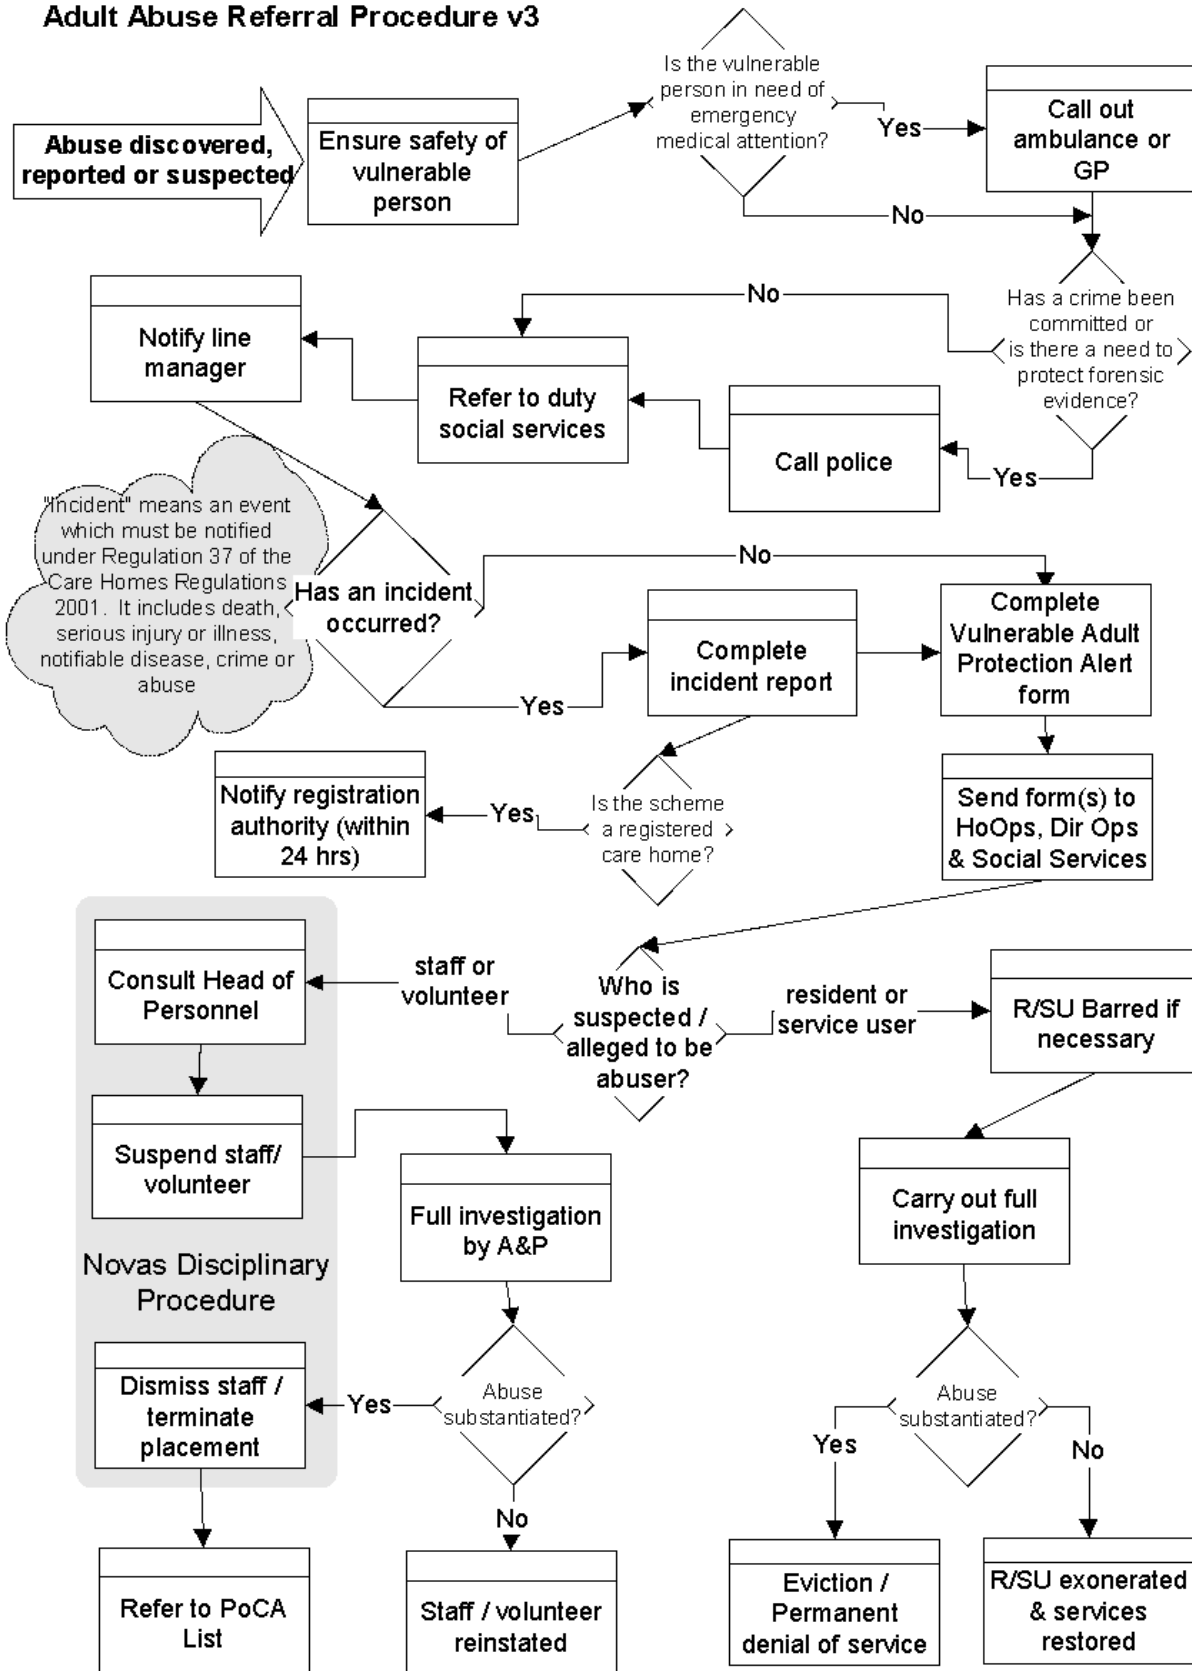 Adult Abuse Referral Procedure v3
Abuse discovered,
reported or suspected
Ensure safety of
vulnerable
person
Is the vulnerable
person in need of
emergency
medical attention?
Yes
Call out
ambulance or
GP
No
Has a crime been
committed or
is there a need to
protect forensic
evidence?
No
Yes
Call police
Refer to duty
social services
Notify line
manager
"Incident" means an event
which must be notified
under Regulation 37 of the
Care Homes Regulations
2001. It includes death,
serious injury or illness,
notifiable disease, crime or
abuse
Has an incident
occurred?
No
Yes
Complete
incident report
Complete
Vulnerable Adult
Protection Alert
form
Is the scheme
a registered
care home?
Yes
Notify registration
authority (within
24 hrs)
Send form(s) to
HoOps, Dir Ops
& Social Services
Who is
suspected /
alleged to be
abuser?
staff or
volunteer
resident or
service user
Consult Head of
Personnel
R/SU Barred if
necessary
Suspend staff/
volunteer
Full investigation
by A&P
Carry out full
investigation
Novas Disciplinary
Procedure
Abuse
substantiated?
Yes
Dismiss staff /
terminate
placement
No
Abuse
substantiated?
Yes
No
Refer to PoCA
List
Staff / volunteer
reinstated
Eviction /
Permanent
denial of service
R/SU exonerated
& services
restored